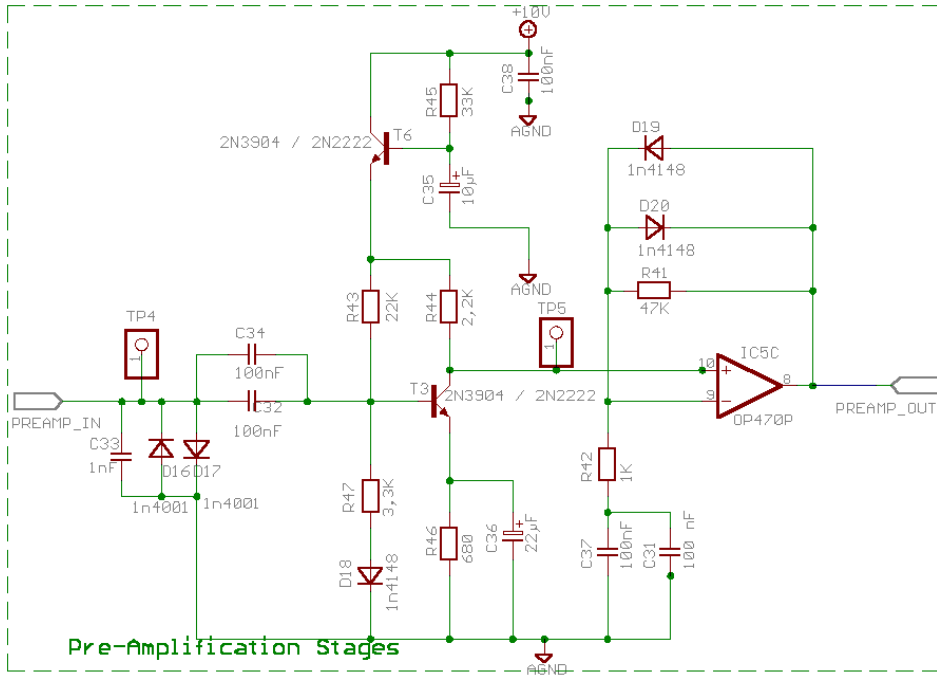 +10V
C38
100nF
AGND
R45
33K
2N3904 / 2N2222
T6
C35
+
10µF
AGND
D19
1n4148
D20
1n4148
R41
47K
R43
22K
R44
2,2K
TP4
1
TP5
1
C34
100nF
C32
100nF
T3
2N3904 / 2N2222
IC5C
10
+
9
-
8
OP470P
PREAMP_IN
PREAMP_OUT
C33
1nF
D16
1n4001
D17
1n4001
R47
3,3K
D18
1n4148
R46
680
C36
+
22µF
R42
1K
C37
100nF
C31
100 nF
Pre-Amplification Stages
AGND